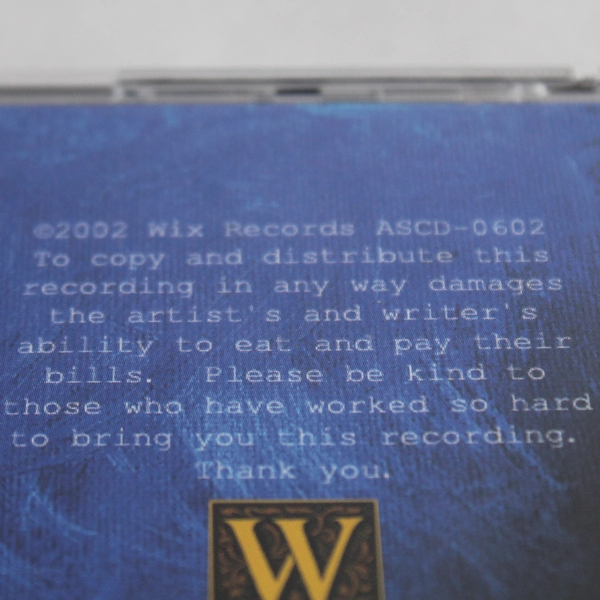 ©2002 Wix Records ASCD-0602
To copy and distribute this
recording in any way damages
the artist's and writer's
ability to eat and pay their
bills. Please be kind to
those who have worked so hard
to bring you this recording.
Thank you.
W